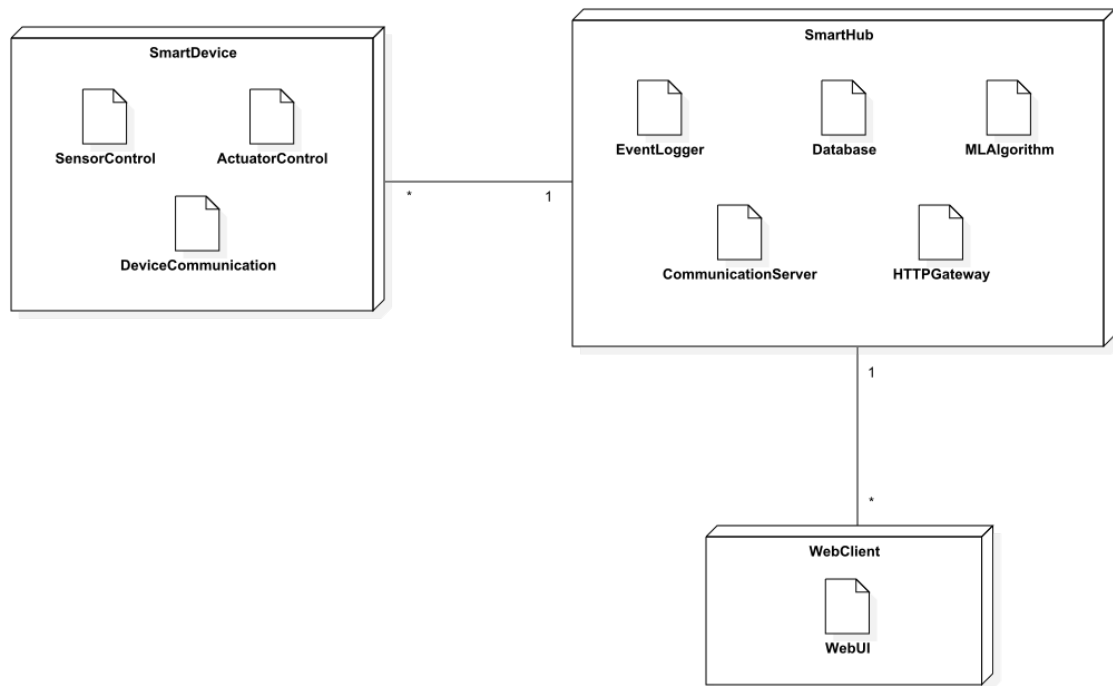 SmartDevice
SensorControl
ActuatorControl
DeviceCommunication
*
1
SmartHub
EventLogger
Database
MLAlgorithm
CommunicationServer
HTTPGateway
1
*
WebClient
WebUI